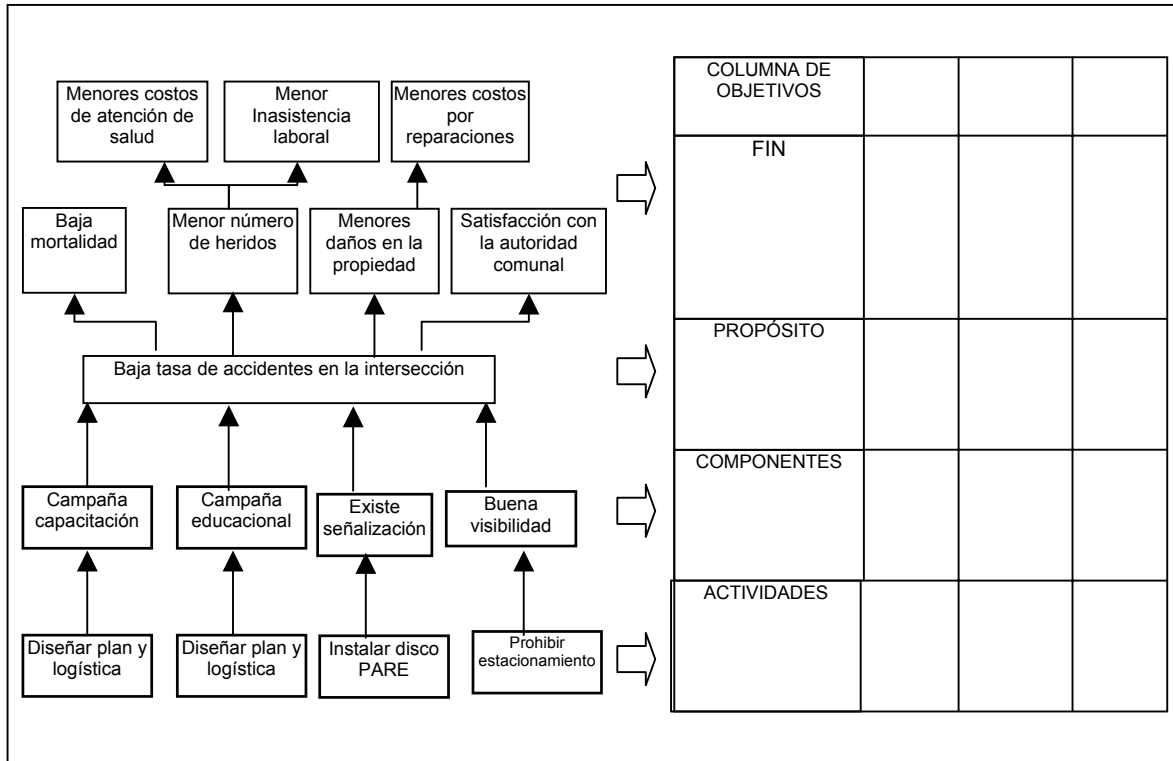 Menores costos
de atención de
salud
Menor
Inasistencia
laboral
Menores costos
por
reparaciones
Baja
mortalidad
Menor número
de heridos
Menores
daños en la
propiedad
Satisfacción con
la autoridad
comunal
Baja tasa de accidentes en la intersección
Campaña
capacitación
Campaña
educacional
Existe
señalización
Buena
visibilidad
Diseñar plan y
logística
Diseñar plan y
logística
Instalar disco
PARE
Prohibir
estacionamiento
COLUMNA DE
OBJETIVOS
FIN
PROPÓSITO
COMPONENTES
ACTIVIDADES